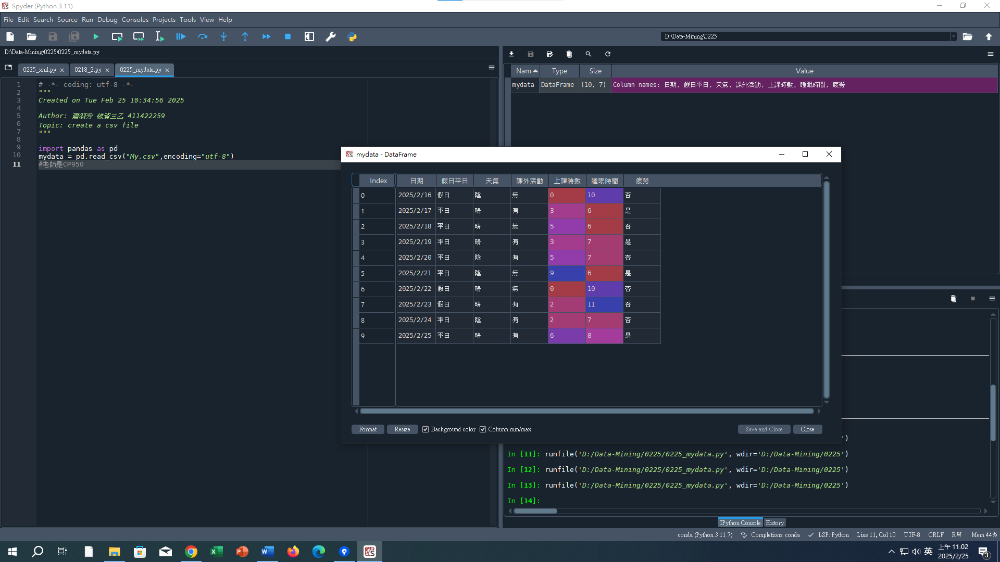 Spyder (Python 3.11)
File Edit Search Source Run Debug Consoles Projects Tools View Help
D:\Data-Mining\0225
D:\Data-Mining\0225\0225_mydata.py
0225_xml.py 0218_2.py 0225_mydata.py
1 # -*- coding: utf-8 -*-
2 """
3 Created on Tue Feb 25 10:34:56 2025
4
5 Author: 蕭羽芳 統資三乙 411422259
6 Topic: create a csv file
7 """
8
9 import pandas as pd
10 mydata = pd.read_csv("My.csv",encoding="utf-8")
11 #老師是CP950
Nam Type Size Value
mydata DataFrame (10, 7) Column names: 日期, 假日平日, 天氣, 課外活動, 上課時數, 睡眠時間, 疲勞
mydata - DataFrame
Index 日期 假日平日 天氣 課外活動 上課時數 睡眠時間 疲勞
0 2025/2/16 假日 陰 無 0 10 否
1 2025/2/17 平日 晴 有 3 6 是
2 2025/2/18 平日 晴 無 5 6 否
3 2025/2/19 平日 晴 有 3 7 是
4 2025/2/20 平日 陰 有 5 7 否
5 2025/2/21 平日 陰 無 9 6 是
6 2025/2/22 假日 晴 無 0 10 否
7 2025/2/23 假日 晴 有 2 11 否
8 2025/2/24 平日 陰 有 2 7 否
9 2025/2/25 平日 晴 有 6 8 是
Format Resize Background color Column min/max Save and Close Close
')
In [11]: runfile('D:/Data-Mining/0225/0225_mydata.py', wdir='D:/Data-Mining/0225')
In [12]: runfile('D:/Data-Mining/0225/0225_mydata.py', wdir='D:/Data-Mining/0225')
In [13]: runfile('D:/Data-Mining/0225/0225_mydata.py', wdir='D:/Data-Mining/0225')
In [14]:
IPython Console History
conda (Python 3.11.7) Completions: conda LSP: Python Line 11, Col 10 UTF-8 CRLF RW Mem 44%
英 上午 11:02
2025/2/25 3